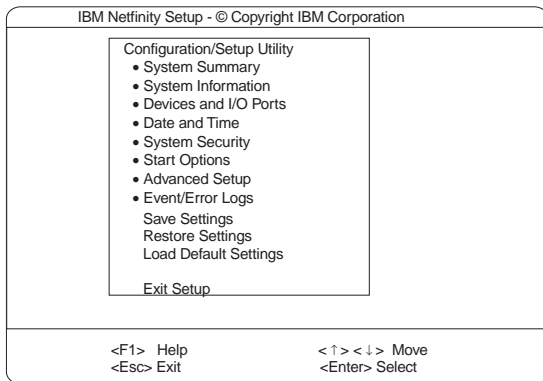 IBM Netfinity Setup - © Copyright IBM Corporation
Configuration/Setup Utility
• System Summary
• System Information
• Devices and I/O Ports
• Date and Time
• System Security
• Start Options
• Advanced Setup
• Event/Error Logs
Save Settings
Restore Settings
Load Default Settings
Exit Setup
<F1> Help <↑> <↓> Move
<Esc> Exit <Enter> Select